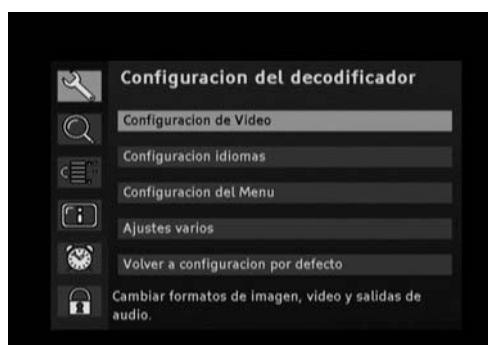 Configuracion del decodificador
Configuracion de Video
Configuracion idiomas
Configuracion del Menu
Ajustes varios
Volver a configuracion por defecto
Cambiar formatos de imagen, video y salidas de
audio.